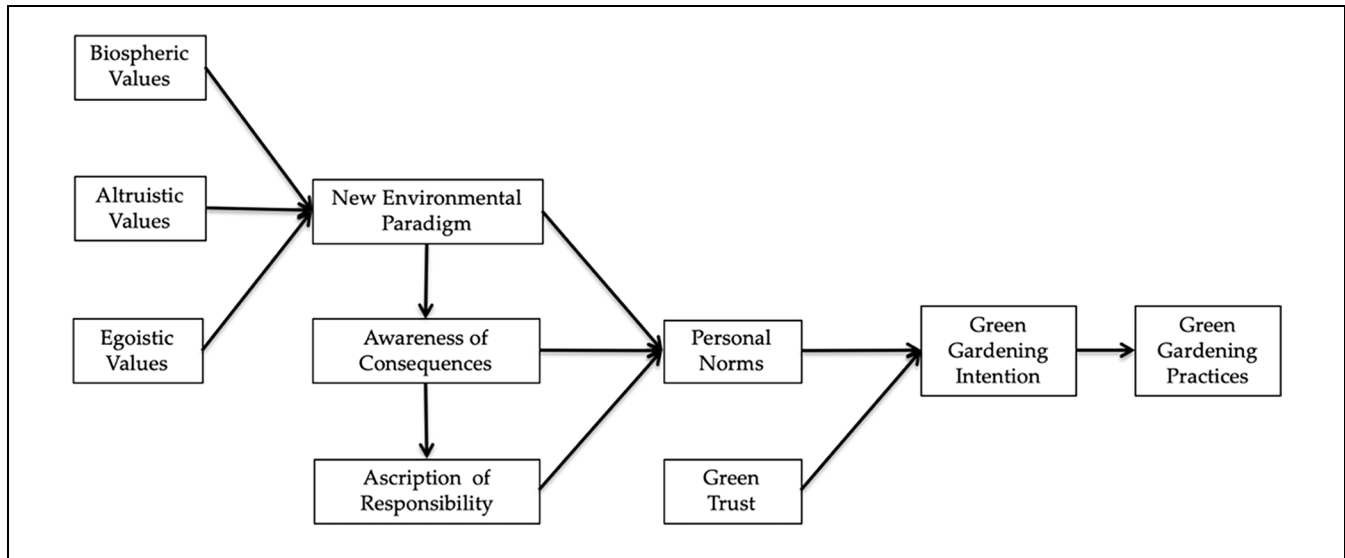 Biospheric
Values
Altruistic
Values
Egoistic
Values
New Environmental
Paradigm
Awareness of
Consequences
Ascription of
Responsibility
Personal
Norms
Green
Trust
Green
Gardening
Intention
Green
Gardening
Practices